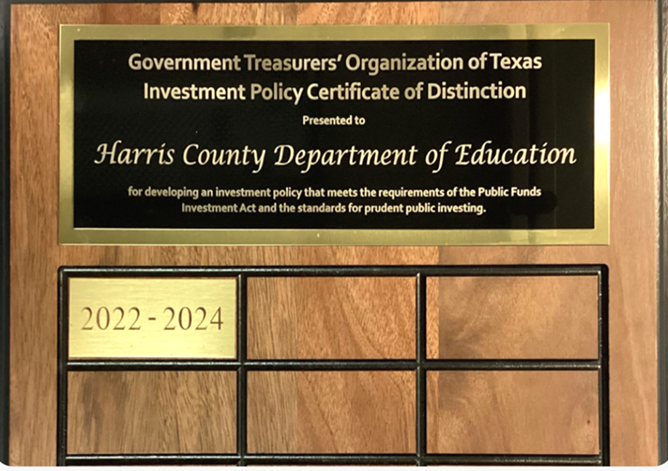 Government Treasurers' Organization of Texas
Investment Policy Certificate of Distinction
Presented to
Harris County Department of Education
for developing an investment policy that meets the requirements of the Public Funds
Investment Act and the standards for prudent public investing.
2022 - 2024